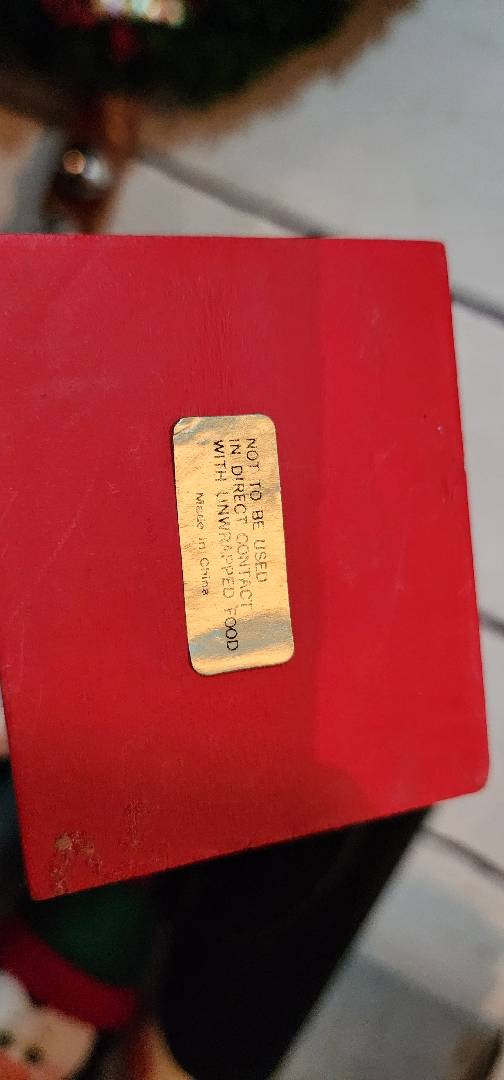 NOT TO BE USED
IN DIRECT CONTACT
WITH UNWRAPPED FOOD
Made in China